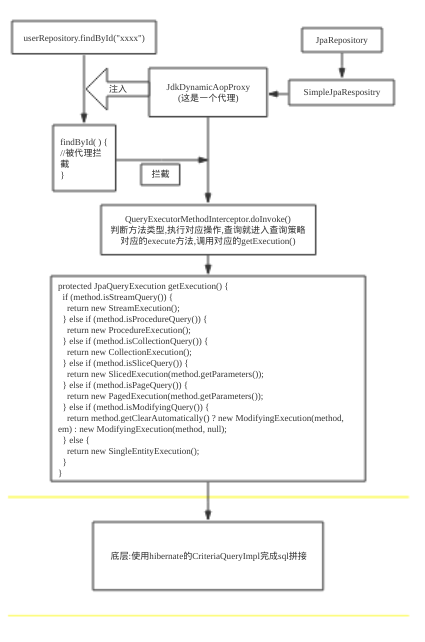 userRepository.findById("xxxx")
JpaRepository
注入
JdkDynamicAopProxy
(这是一个代理)
SimpleJpaRespositry
findById( ) {
//被代理拦
截
}
拦截
QueryExecutorMethodInterceptor.doInvoke()
判断方法类型,执行对应操作,查询就进入查询策略
对应的execute方法,调用对应的getExecution()
protected JpaQueryExecution getExecution() {
if (method.isStreamQuery()) {
return new StreamExecution();
} else if (method.isProcedureQuery()) {
return new ProcedureExecution();
} else if (method.isCollectionQuery()) {
return new CollectionExecution();
} else if (method.isSliceQuery()) {
return new SlicedExecution(method.getParameters());
} else if (method.isPageQuery()) {
return new PagedExecution(method.getParameters());
} else if (method.isModifyingQuery()) {
return method.getClearAutomatically() ? new ModifyingExecution(method,
em) : new ModifyingExecution(method, null);
} else {
return new SingleEntityExecution();
}
}
底层:使用hibernate的CriteriaQueryImpl完成sql拼接